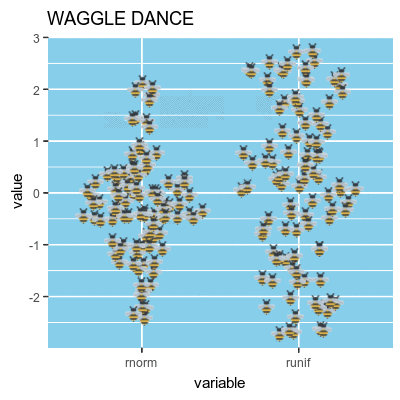 WAGGLE DANCE
3
2
1
0
-1
-2
value
rnorm
runif
variable